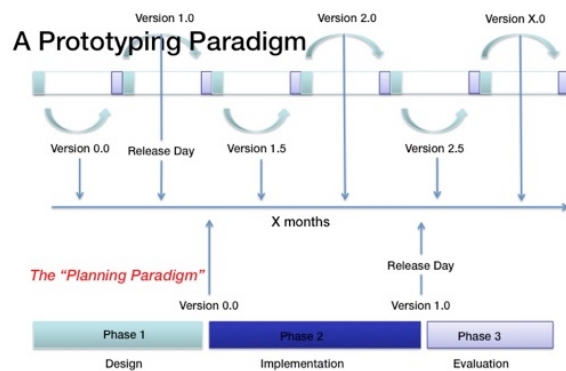 Version 1.0
Version 2.0
Version X.0
A Prototyping Paradigm
Version 0.0
Release Day
Version 1.5
Version 2.5
X months
The “Planning Paradigm”
Release Day
Version 0.0
Version 1.0
Phase 1
Phase 2
Phase 3
Design
Implementation
Evaluation